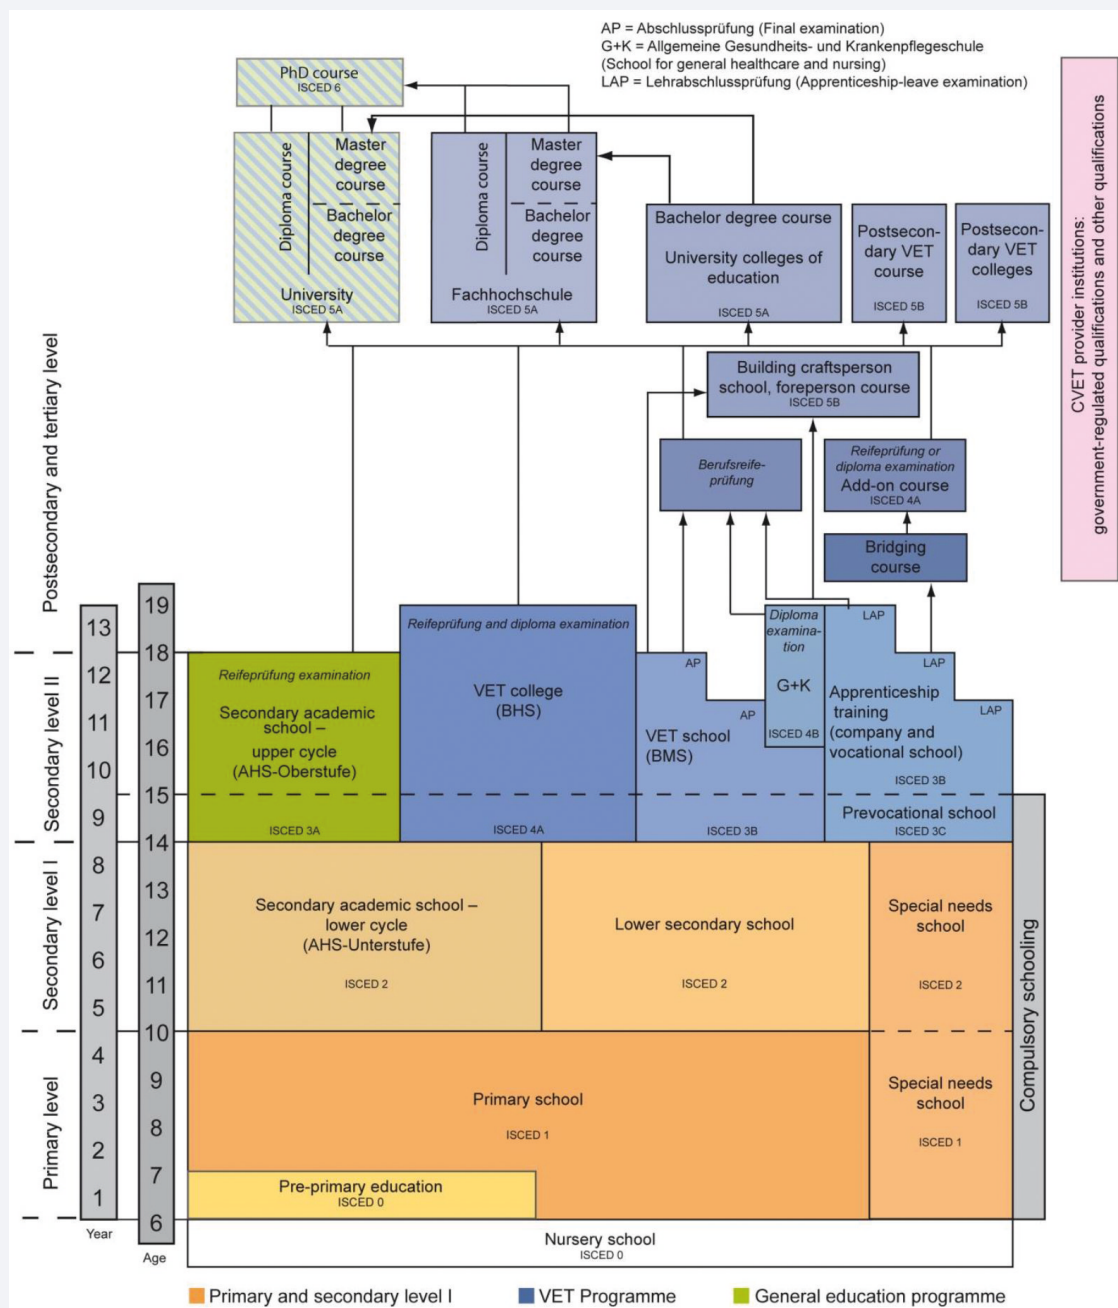 AP = Abschlussprüfung (Final examination)
G+K = Allgemeine Gesundheits- und Krankenpflegeschule
(School for general healthcare and nursing)
LAP = Lehrabschlussprüfung (Apprenticeship-leave examination)
PhD course
ISCED 6
Diploma course
Master
degree
course
Bachelor
degree
course
University
ISCED 5A
Diploma course
Master
degree
course
Bachelor
degree
course
Fachhochschule
ISCED 5A
Bachelor degree course
University colleges of
education
ISCED 5A
Postsecon-
dary VET
course
ISCED 5B
Postsecon-
dary VET
colleges
ISCED 5B
CVET provider institutions:
government-regulated qualifications and other qualifications
Building craftsperson
school, foreperson course
ISCED 5B
Berufsreife-
prüfung
Reifeprüfung or
diploma examination
Add-on course
ISCED 4A
Bridging
course
Postsecondary and tertiary level
Secondary level II
Secondary level I
Primary level
13
12
11
10
9
8
7
6
5
4
3
2
1
Year
19
18
17
16
15
14
13
12
11
10
9
8
7
6
Age
Reifeprüfung examination
Secondary academic
school –
upper cycle
(AHS-Oberstufe)
ISCED 3A
Reifeprüfung and diploma examination
VET college
(BHS)
ISCED 4A
AP
AP
VET school
(BMS)
ISCED 3B
Diploma
examina-
tion
G+K
ISCED 4B
LAP
LAP
LAP
Apprenticeship
training
(company and
vocational school)
ISCED 3B
Prevocational school
ISCED 3C
Secondary academic school –
lower cycle
(AHS-Unterstufe)
ISCED 2
Lower secondary school
ISCED 2
Special needs
school
ISCED 2
Primary school
ISCED 1
Special needs
school
ISCED 1
Pre-primary education
ISCED 0
Nursery school
ISCED 0
Compulsory schooling
Primary and secondary level I
VET Programme
General education programme